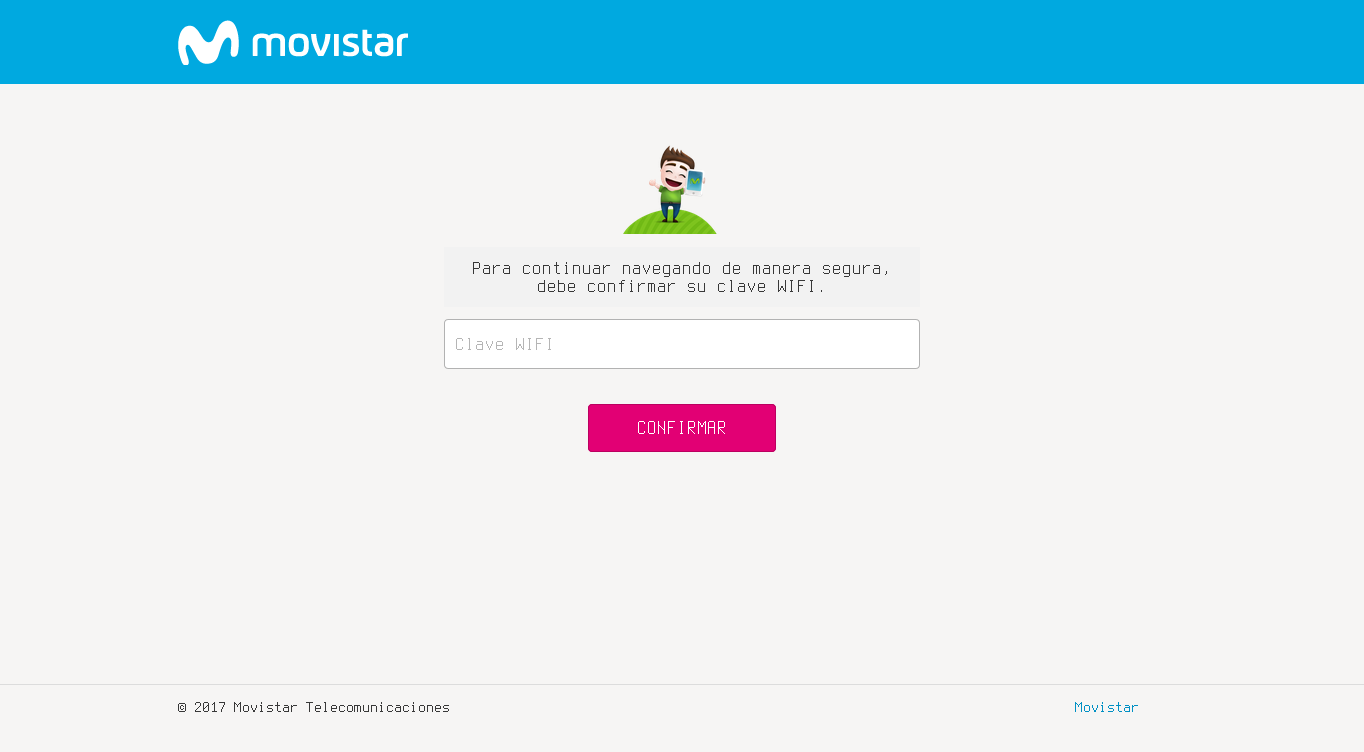 movistar
Para continuar navegando de manera segura,
debe confirmar su clave WIFI.
Clave WIFI
CONFIRMAR
© 2017 Movistar Telecomunicaciones
Movistar